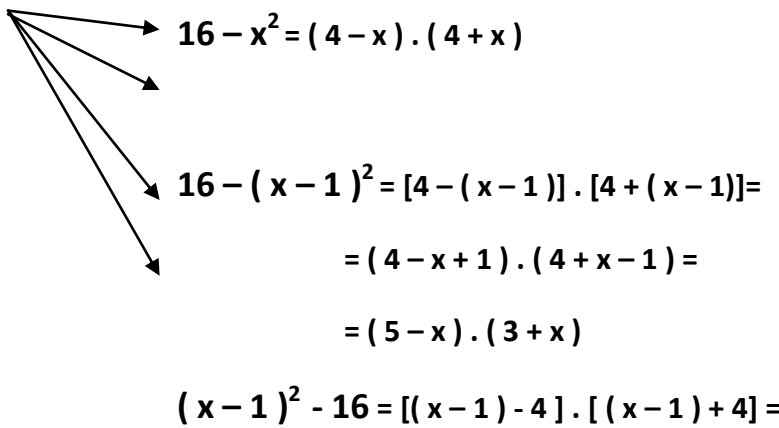 16 – x² = ( 4 – x ) . ( 4 + x )
16 – ( x – 1 )² = [4 – ( x – 1 )] . [4 + ( x – 1)]=
= ( 4 – x + 1 ) . ( 4 + x – 1 ) =
= ( 5 – x ) . ( 3 + x )
( x – 1 )² - 16 = [( x – 1 ) - 4 ] . [ ( x – 1 ) + 4] =